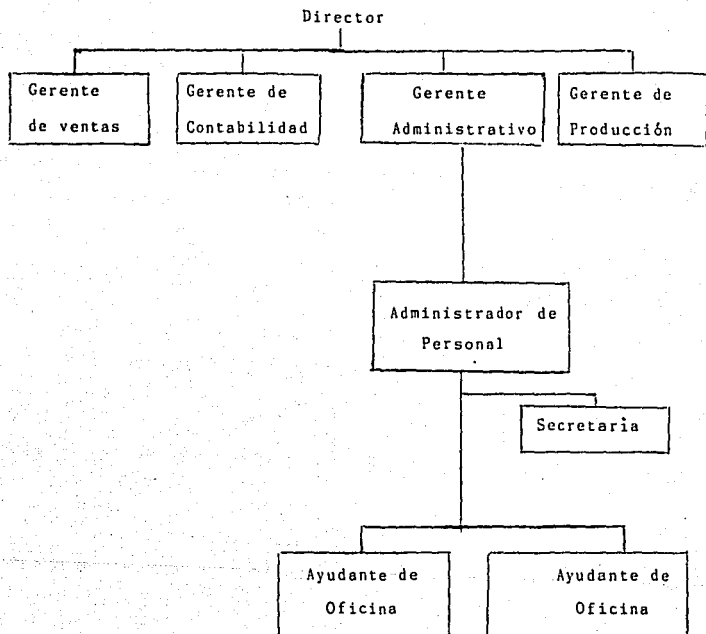 Director
Gerente
de ventas
Gerente de
Contabilidad
Gerente
Administrativo
Gerente de
Producción
Administrador de
Personal
Secretaria
Ayudante de
Oficina
Ayudante de
Oficina